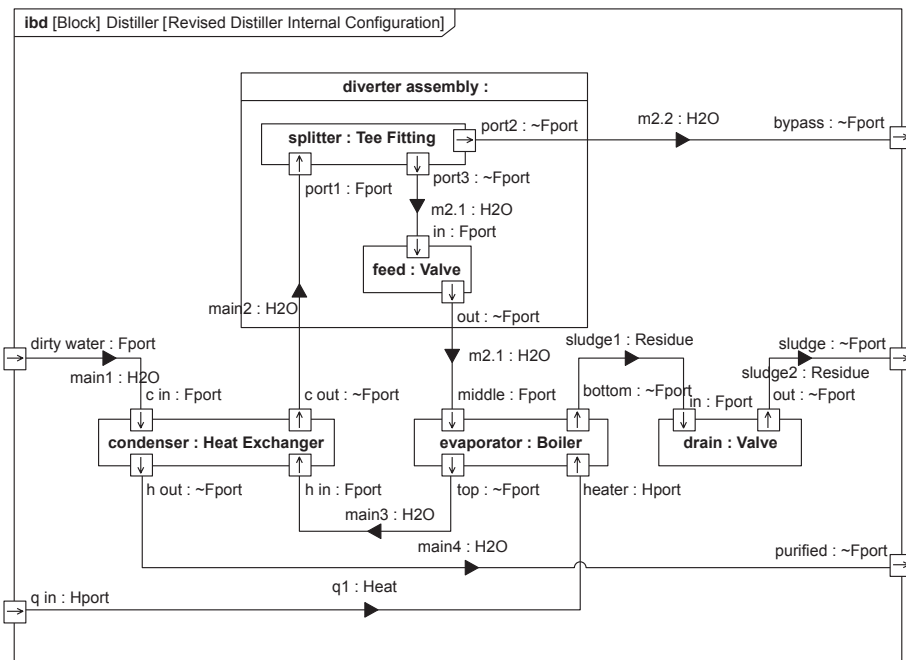 ibd [Block] Distiller [Revised Distiller Internal Configuration]
diverter assembly :
splitter : Tee Fitting
port2 : ~Fport
m2.2 : H2O
bypass : ~Fport
port1 : Fport
port3 : ~Fport
m2.1 : H2O
in : Fport
feed : Valve
main2 : H2O
out : ~Fport
dirty water : Fport
main1 : H2O
m2.1 : H2O
sludge1 : Residue
sludge : ~Fport
sludge2 : Residue
c in : Fport
c out : ~Fport
middle : Fport
bottom : ~Fport
in : Fport
out : ~Fport
condenser : Heat Exchanger
evaporator : Boiler
drain : Valve
h out : ~Fport
h in : Fport
top : ~Fport
heater : Hport
main3 : H2O
main4 : H2O
purified : ~Fport
q in : Hport
q1 : Heat